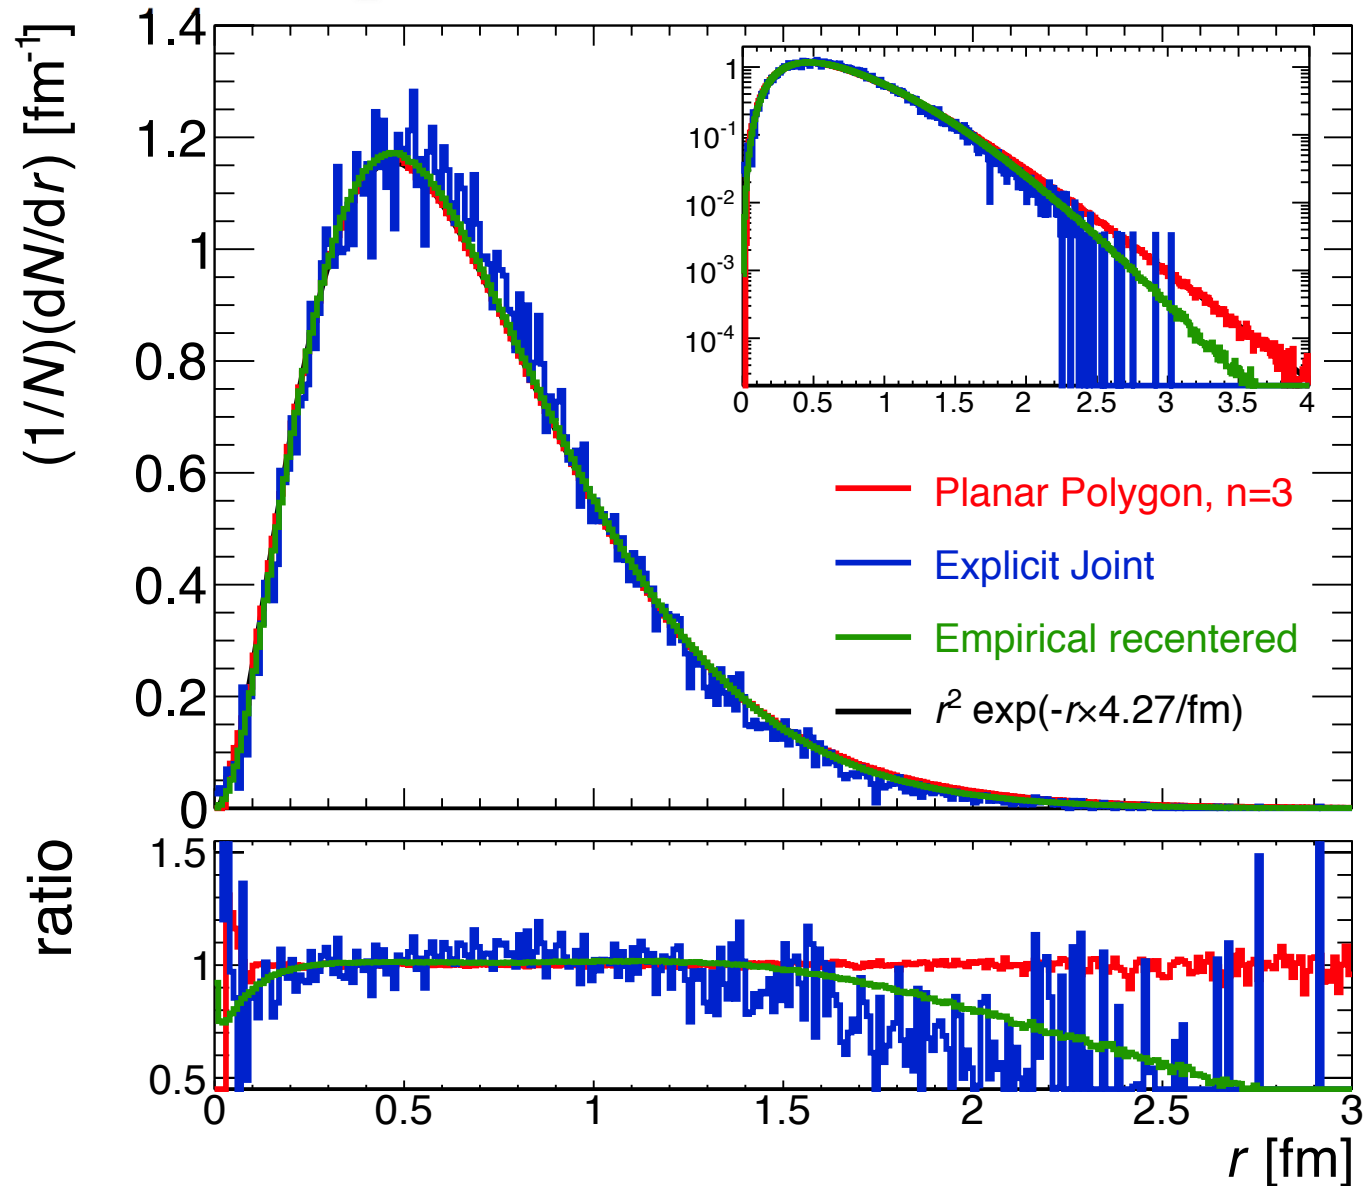 (1/N)(dN/dr) [fm⁻¹]
1.4
1.2
1
0.8
0.6
0.4
0.2
0
1
10⁻¹
10⁻²
10⁻³
10⁻⁴
0 0.5 1 1.5 2 2.5 3 3.5 4
Planar Polygon, n=3
Explicit Joint
Empirical recentered
r² exp(-r×4.27/fm)
ratio
1.5
1
0.5
0 0.5 1 1.5 2 2.5 3
r [fm]